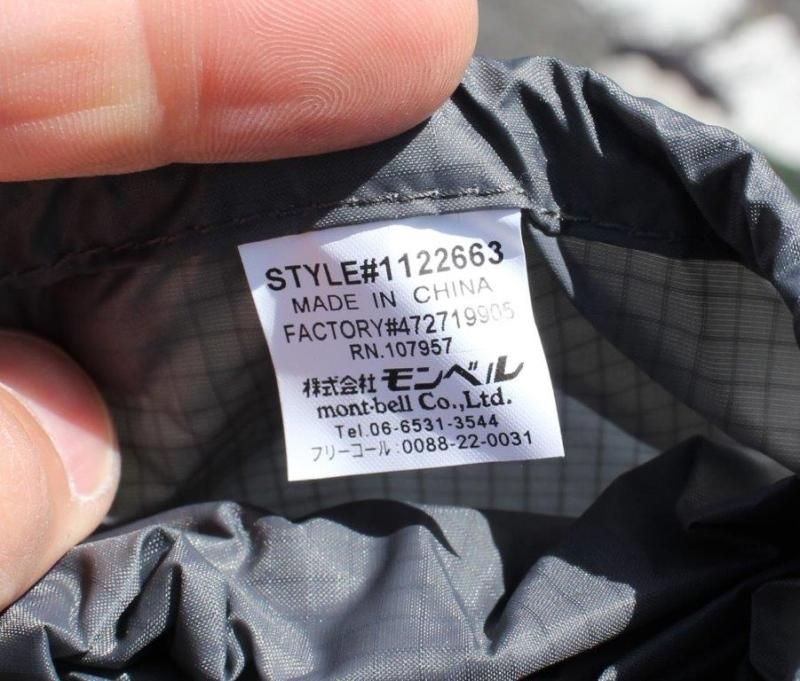 STYLE#1122663
MADE IN CHINA
FACTORY#472719905
RN.107957
株式会社 モンベル
mont-bell Co.,Ltd.
Tel.06-6531-3544
フリーコール:0088-22-0031